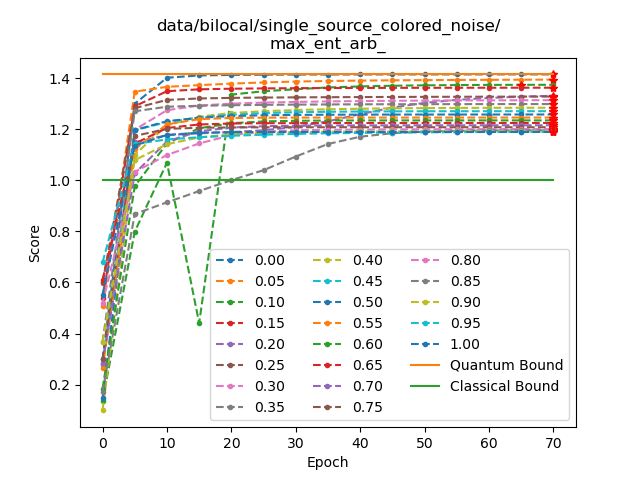 data/bilocal/single_source_colored_noise/
max_ent_arb_
Score
1.4
1.2
1.0
0.8
0.6
0.4
0.2
0.00 0.40 0.80
0.05 0.45 0.85
0.10 0.50 0.90
0.15 0.55 0.95
0.20 0.60 1.00
0.25 0.65 Quantum Bound
0.30 0.70 Classical Bound
0.35 0.75
0 10 20 30 40 50 60 70
Epoch